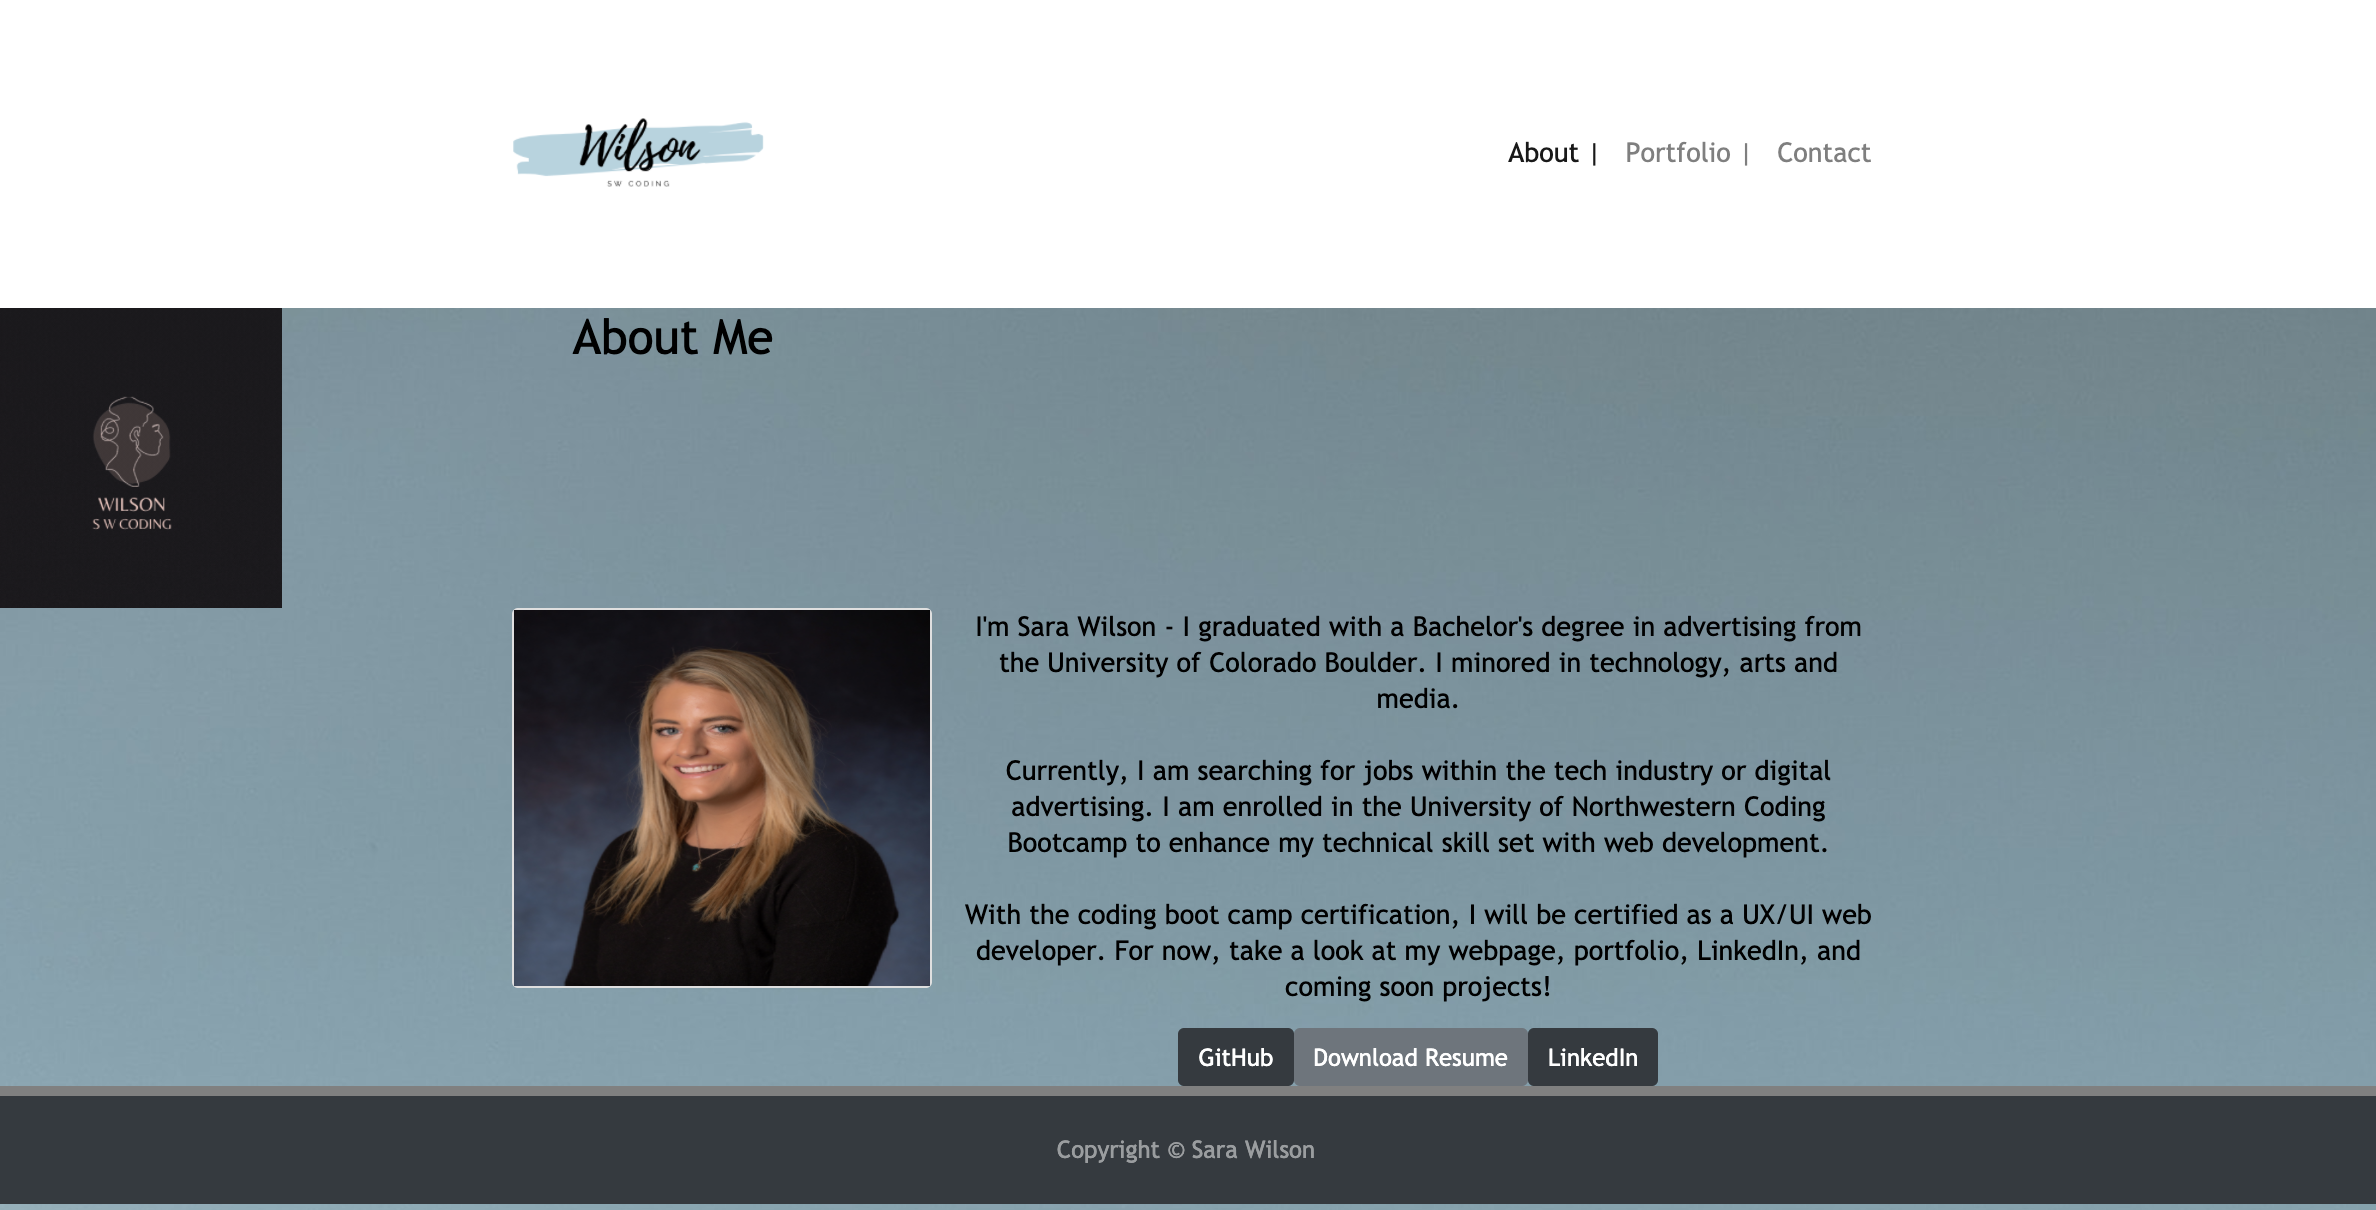 Wilson
SW CODING
About |
Portfolio |
Contact
About Me
WILSON
S W CODING
I'm Sara Wilson - I graduated with a Bachelor's degree in advertising from
the University of Colorado Boulder. I minored in technology, arts and
media.
Currently, I am searching for jobs within the tech industry or digital
advertising. I am enrolled in the University of Northwestern Coding
Bootcamp to enhance my technical skill set with web development.
With the coding boot camp certification, I will be certified as a UX/UI web
developer. For now, take a look at my webpage, portfolio, LinkedIn, and
coming soon projects!
GitHub
Download Resume
LinkedIn
Copyright © Sara Wilson